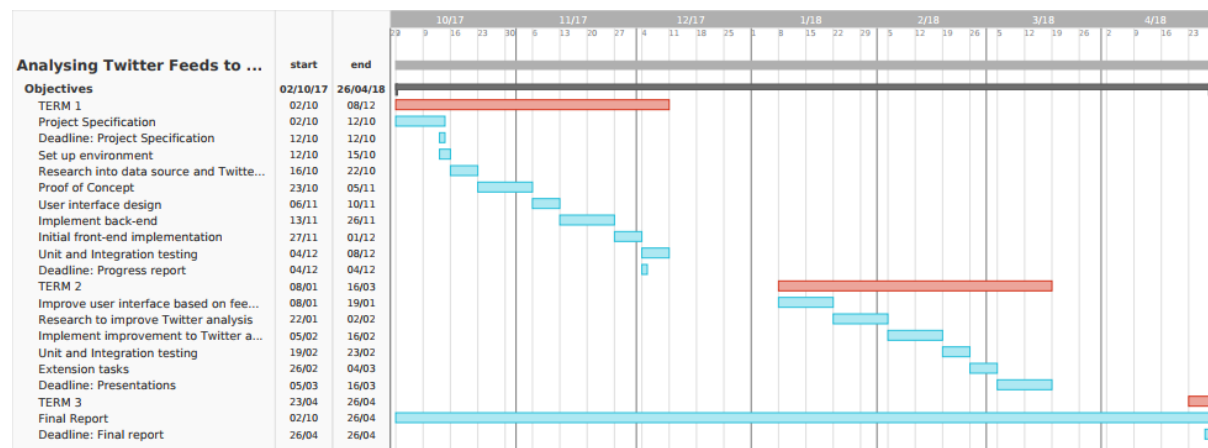 10/17 11/17 12/17 1/18 2/18 3/18 4/18
9 16 23 30 6 13 20 27 4 11 18 25 1 8 15 22 29 5 12 19 26 5 12 19 26 2 9 16 23
Analysing Twitter Feeds to ... start end
Objectives 02/10/17 26/04/18
TERM 1 02/10 08/12
Project Specification 02/10 12/10
Deadline: Project Specification 12/10 12/10
Set up environment 12/10 15/10
Research into data source and Twitte... 16/10 22/10
Proof of Concept 23/10 05/11
User interface design 06/11 10/11
Implement back-end 13/11 26/11
Initial front-end implementation 27/11 01/12
Unit and Integration testing 04/12 08/12
Deadline: Progress report 04/12 04/12
TERM 2 08/01 16/03
Improve user interface based on fee... 08/01 19/01
Research to improve Twitter analysis 22/01 02/02
Implement improvement to Twitter a... 05/02 16/02
Unit and Integration testing 19/02 23/02
Extension tasks 26/02 04/03
Deadline: Presentations 05/03 16/03
TERM 3 23/04 26/04
Final Report 02/10 26/04
Deadline: Final report 26/04 26/04